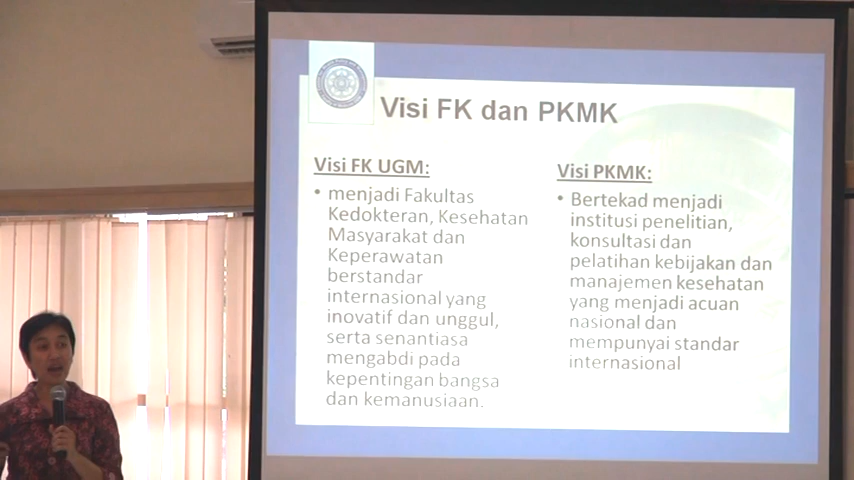 Visi FK dan PKMK
Visi FK UGM:
• menjadi Fakultas
Kedokteran, Kesehatan
Masyarakat dan
Keperawatan
berstandar
internasional yang
inovatif dan unggul,
serta senantiasa
mengabdi pada
kepentingan bangsa
dan kemanusiaan.
Visi PKMK:
• Bertekad menjadi
institusi penelitian,
konsultasi dan
pelatihan kebijakan dan
manajemen kesehatan
yang menjadi acuan
nasional dan
mempunyai standar
internasional